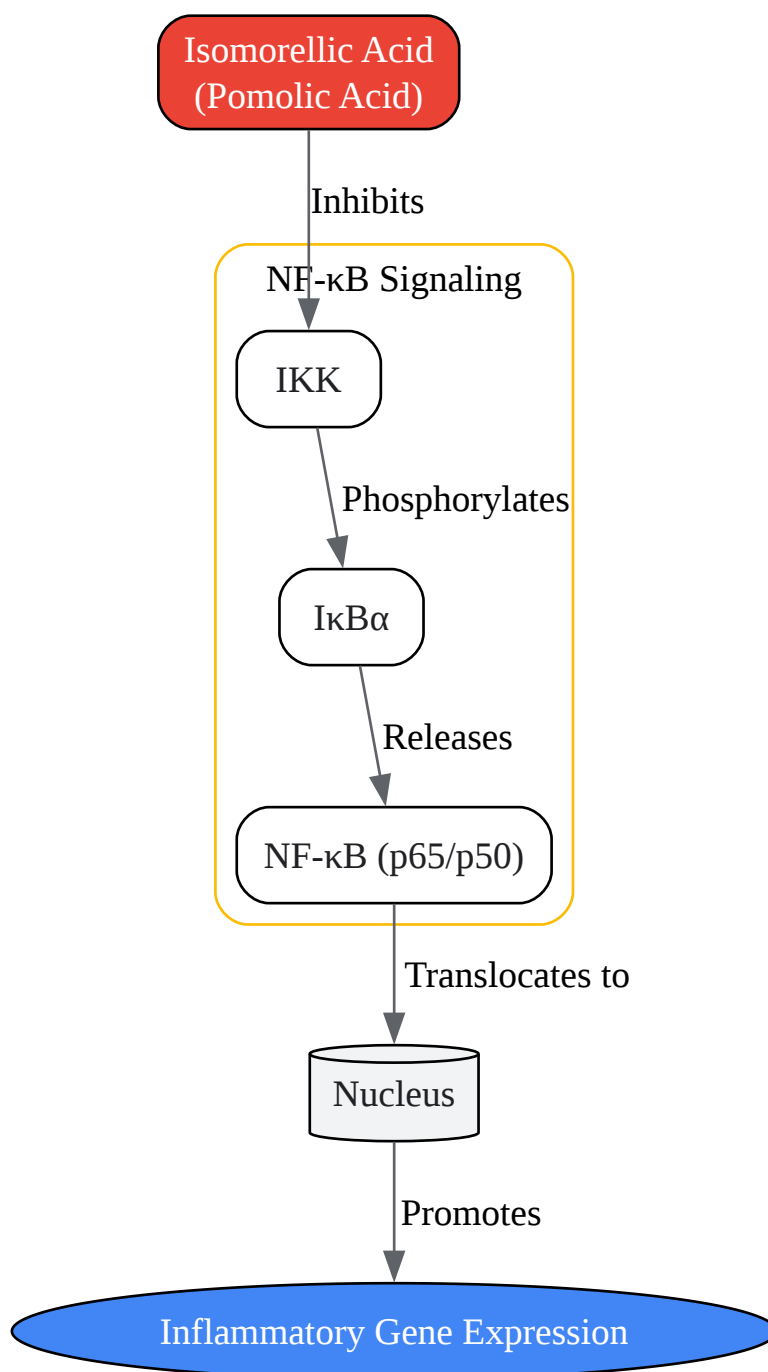 Isomorellic Acid
(Pomolic Acid)
Inhibits
NF-κB Signaling
IKK
Phosphorylates
IκBα
Releases
NF-κB (p65/p50)
Translocates to
Nucleus
Promotes
Inflammatory Gene Expression